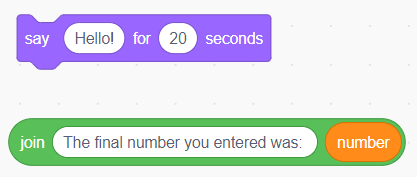 say Hello! for 20 seconds
join The final number you entered was: number